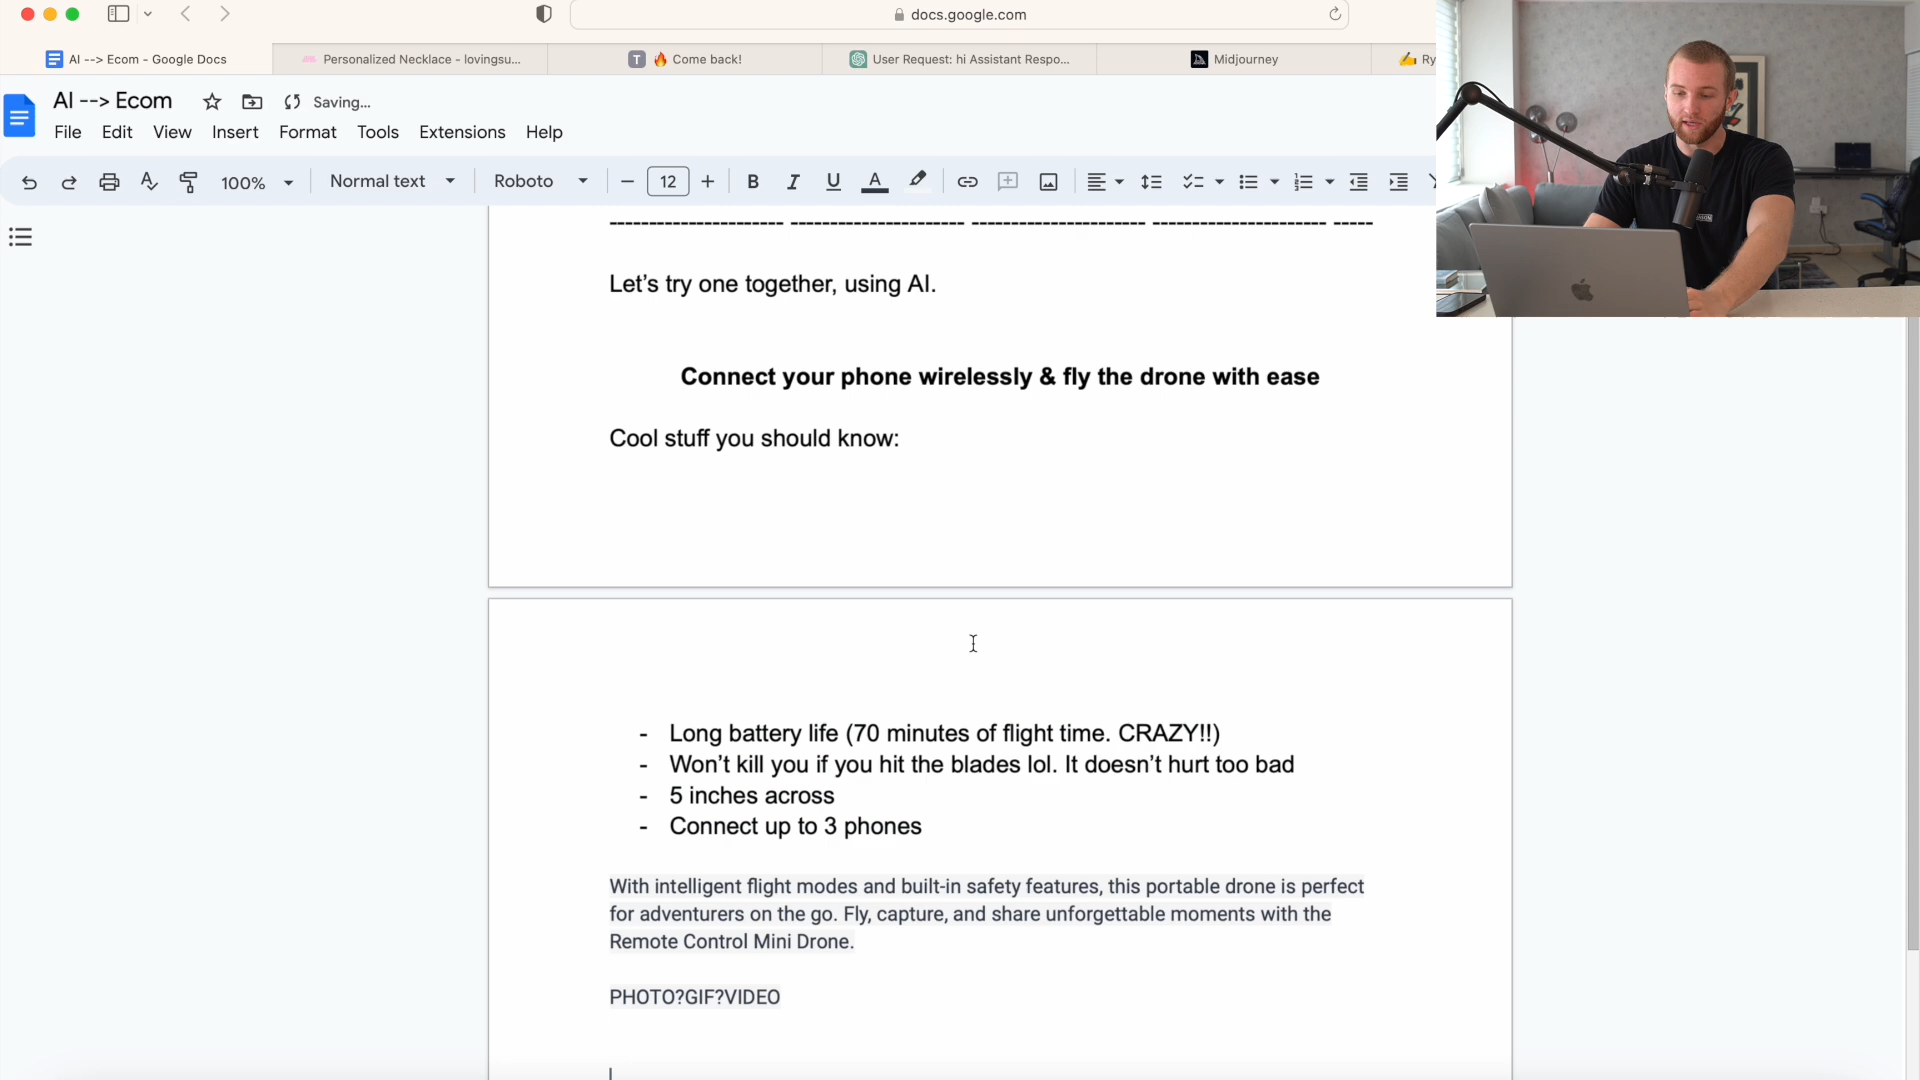 docs.google.com
AI --> Ecom - Google Docs
Personalized Necklace - lovingsu...
T 🔥 Come back!
User Request: hi Assistant Respo...
Midjourney
✍️ Ry
AI --> Ecom
Saving...
File Edit View Insert Format Tools Extensions Help
100% Normal text Roboto − 12 + B I U A
---------------------- ---------------------- ---------------------- ---------------------- -----
Let’s try one together, using AI.
Connect your phone wirelessly & fly the drone with ease
Cool stuff you should know:
- Long battery life (70 minutes of flight time. CRAZY!!)
- Won’t kill you if you hit the blades lol. It doesn’t hurt too bad
- 5 inches across
- Connect up to 3 phones
With intelligent flight modes and built-in safety features, this portable drone is perfect
for adventurers on the go. Fly, capture, and share unforgettable moments with the
Remote Control Mini Drone.
PHOTO?GIF?VIDEO